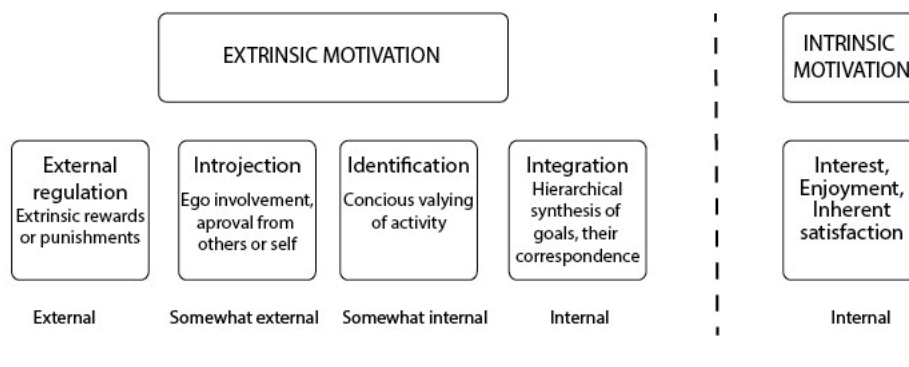 EXTRINSIC MOTIVATION
INTRINSIC
MOTIVATION
External
regulation
Extrinsic rewards
or punishments
Introjection
Ego involvement,
aproval from
others or self
Identification
Concious valying
of activity
Integration
Hierarchical
synthesis of
goals, their
correspondence
Interest,
Enjoyment,
Inherent
satisfaction
External
Somewhat external
Somewhat internal
Internal
Internal